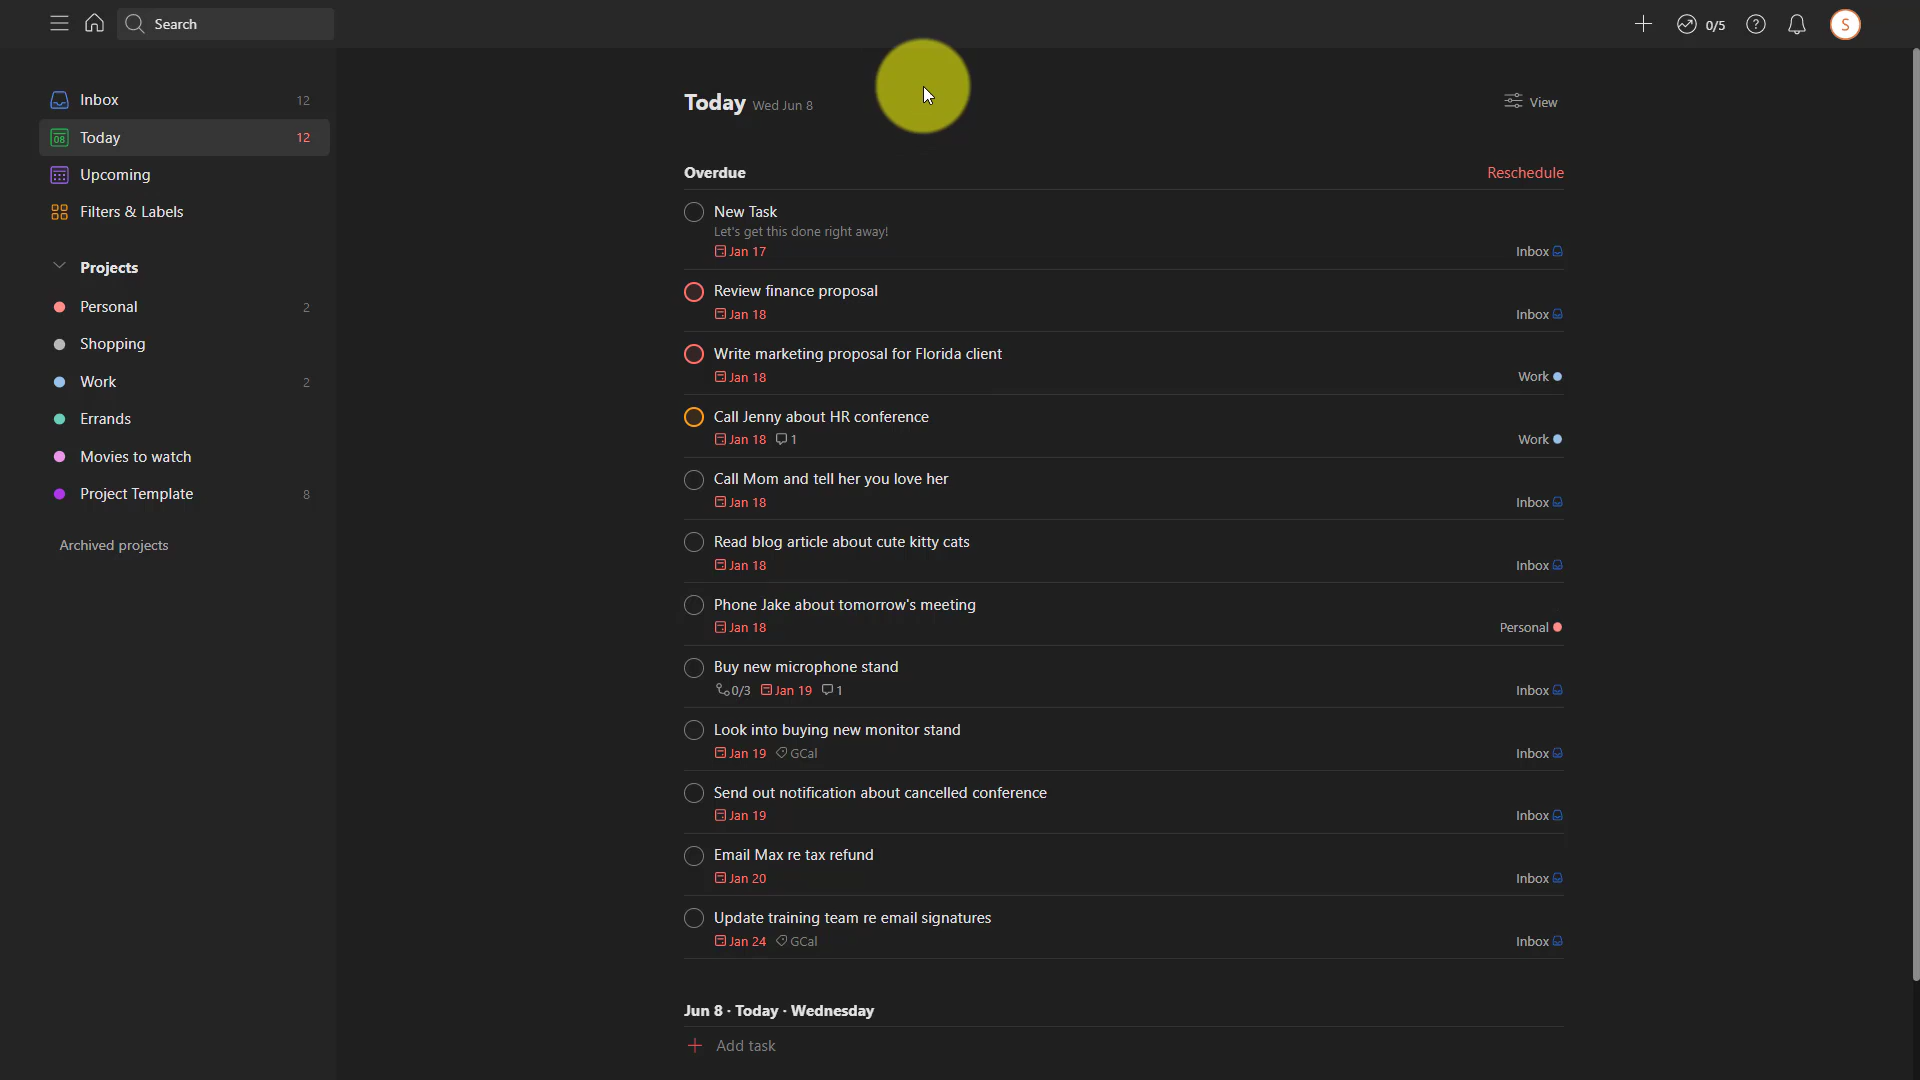 Search
0/5
S
Inbox 12
08 Today 12
Upcoming
Filters & Labels
Projects
Personal 2
Shopping
Work 2
Errands
Movies to watch
Project Template 8
Archived projects
Today Wed Jun 8
View
Overdue Reschedule
New Task
Let's get this done right away!
Jan 17 Inbox
Review finance proposal
Jan 18 Inbox
Write marketing proposal for Florida client
Jan 18 Work
Call Jenny about HR conference
Jan 18 1 Work
Call Mom and tell her you love her
Jan 18 Inbox
Read blog article about cute kitty cats
Jan 18 Inbox
Phone Jake about tomorrow's meeting
Jan 18 Personal
Buy new microphone stand
0/3 Jan 19 1 Inbox
Look into buying new monitor stand
Jan 19 GCal Inbox
Send out notification about cancelled conference
Jan 19 Inbox
Email Max re tax refund
Jan 20 Inbox
Update training team re email signatures
Jan 24 GCal Inbox
Jun 8 · Today · Wednesday
+ Add task